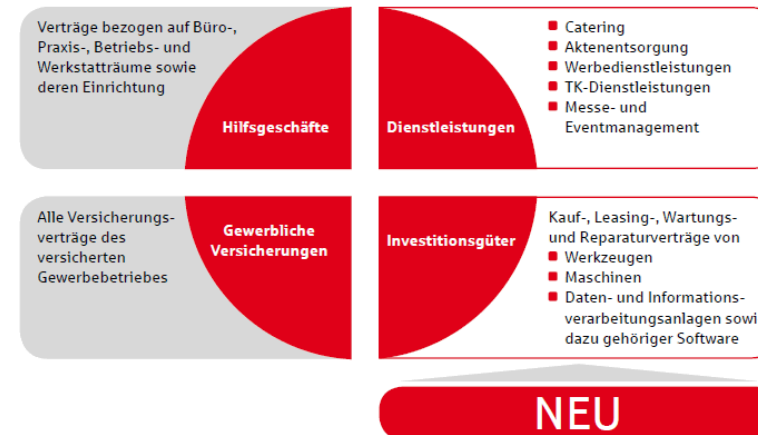 Verträge bezogen auf Büro-,
Praxis-, Betriebs- und
Werkstatträume sowie
deren Einrichtung
Hilfsgeschäfte
Dienstleistungen
Catering
Aktenentsorgung
Werbedienstleistungen
TK-Dienstleistungen
Messe- und
Eventmanagement
Alle Versicherungs-
verträge des
versicherten
Gewerbebetriebes
Gewerbliche
Versicherungen
Investitionsgüter
Kauf-, Leasing-, Wartungs-
und Reparaturverträge von
Werkzeugen
Maschinen
Daten- und Informations-
verarbeitungsanlagen sowi
dazu gehöriger Software
NEU